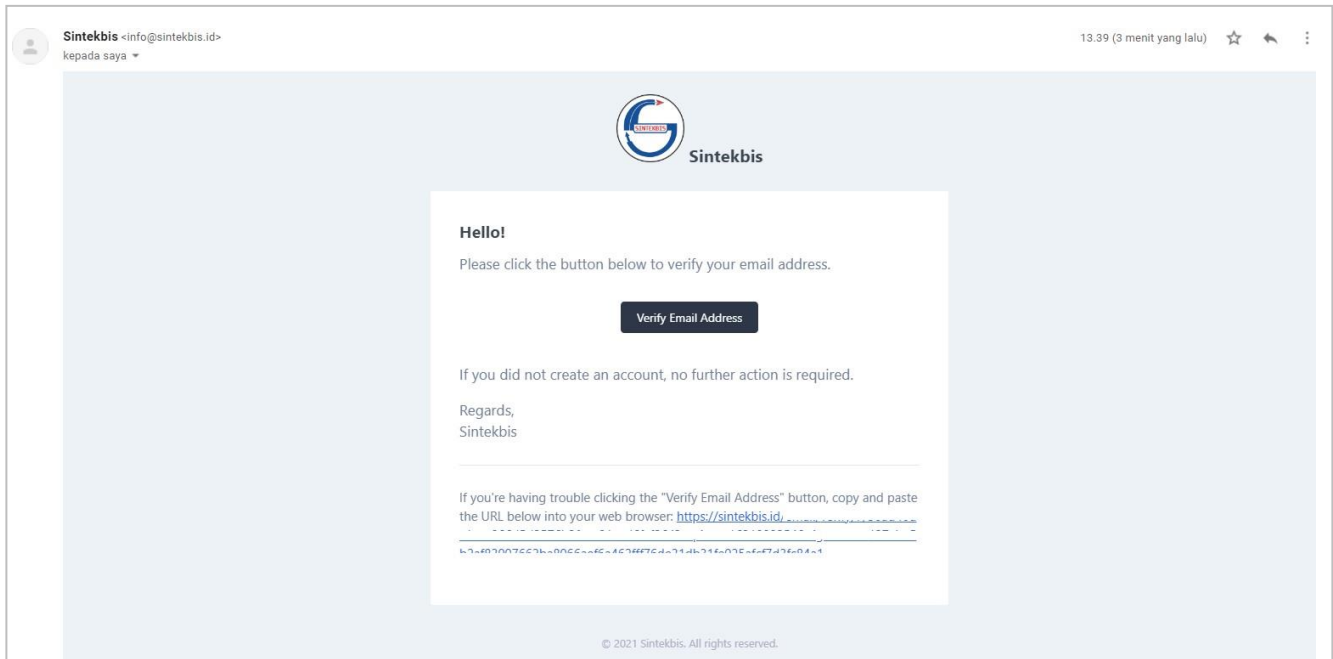 Sintekbis <info@sintekbis.id>
13.39 (3 menit yang lalu)
kepada saya
SINTEKBIS
Sintekbis
Hello!
Please click the button below to verify your email address.
Verify Email Address
If you did not create an account, no further action is required.
Regards,
Sintekbis
If you're having trouble clicking the "Verify Email Address" button, copy and paste
the URL below into your web browser: https://sintekbis.id/
© 2021 Sintekbis. All rights reserved.